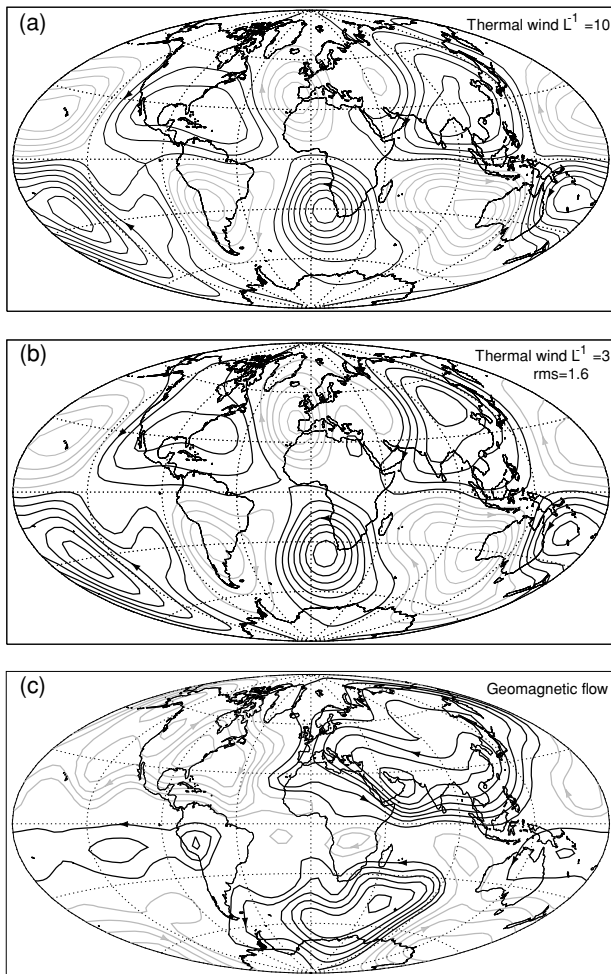 (a)
Thermal wind L⁻¹ =10
(b)
Thermal wind L⁻¹ =3
rms=1.6
(c)
Geomagnetic flow